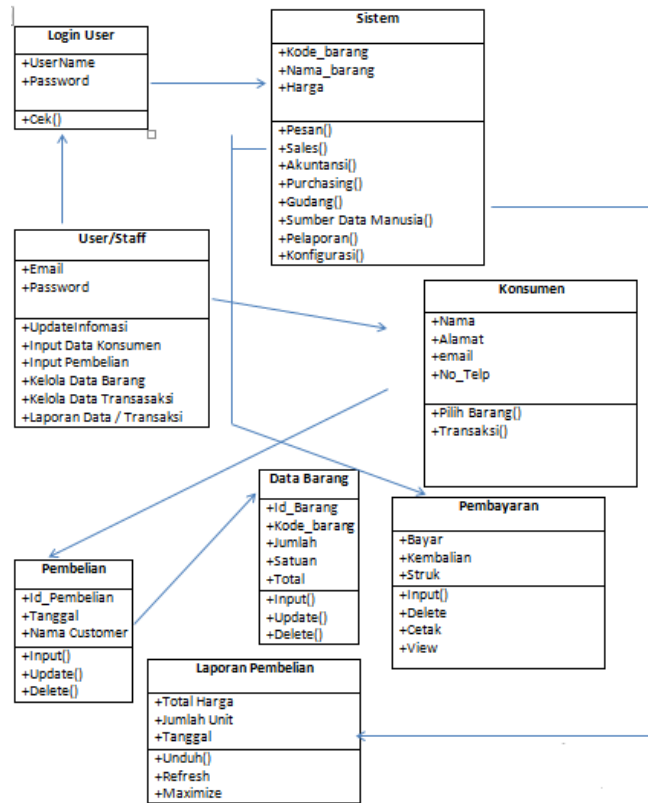 Login User
+UserName
+Password
+Cek()
Sistem
+Kode_barang
+Nama_barang
+Harga
+Pesan()
+Sales()
+Akuntansi()
+Purchasing()
+Gudang()
+Sumber Data Manusia()
+Pelaporan()
+Konfigurasi()
User/Staff
+Email
+Password
+UpdateInfomasi
+Input Data Konsumen
+Input Pembelian
+Kelola Data Barang
+Kelola Data Transasaksi
+Laporan Data / Transaksi
Konsumen
+Nama
+Alamat
+email
+No_Telp
+Pilih Barang()
+Transaksi()
Data Barang
+Id_Barang
+Kode_barang
+Jumlah
+Satuan
+Total
+Input()
+Update()
+Delete()
Pembayaran
+Bayar
+Kembalian
+Struk
+Input()
+Delete
+Cetak
+View
Pembelian
+Id_Pembelian
+Tanggal
+Nama Customer
+Input()
+Update()
+Delete()
Laporan Pembelian
+Total Harga
+Jumlah Unit
+Tanggal
+Unduh()
+Refresh
+Maximize